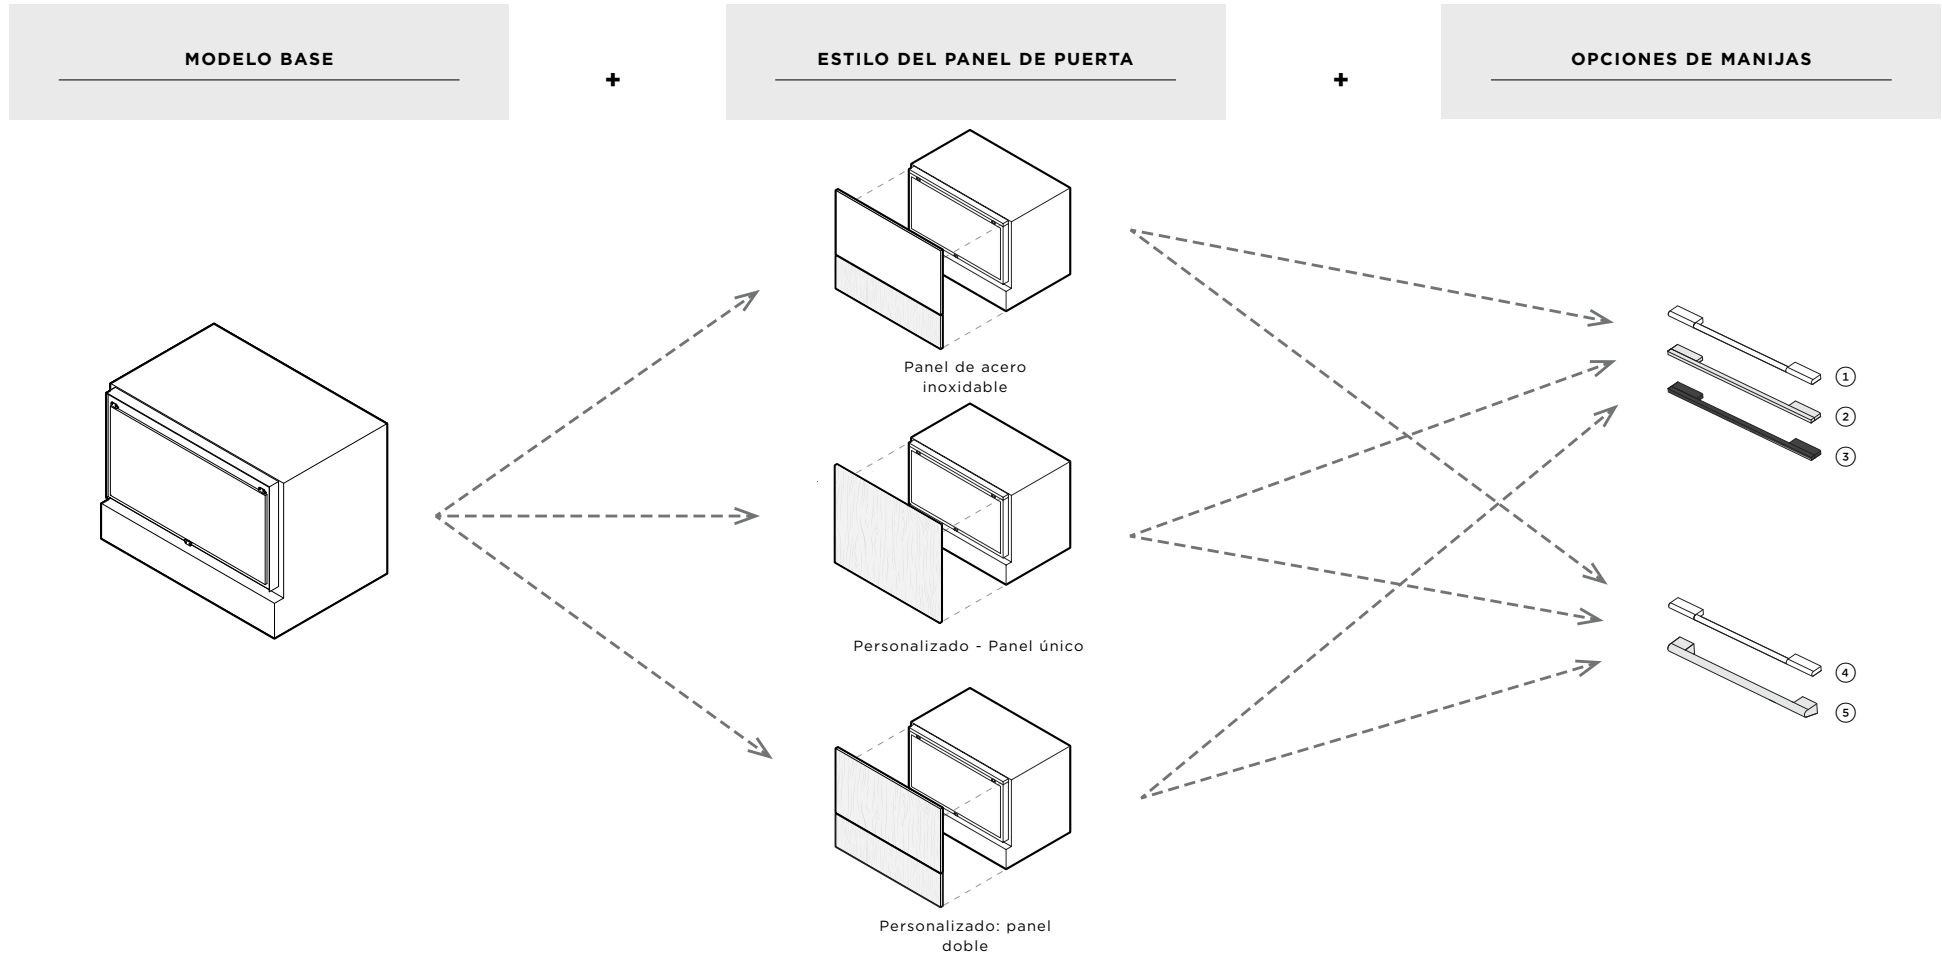 MODELO BASE
+
ESTILO DEL PANEL DE PUERTA
+
OPCIONES DE MANIJAS
Panel de acero
inoxidable
Personalizado - Panel único
Personalizado: panel
doble
1
2
3
4
5